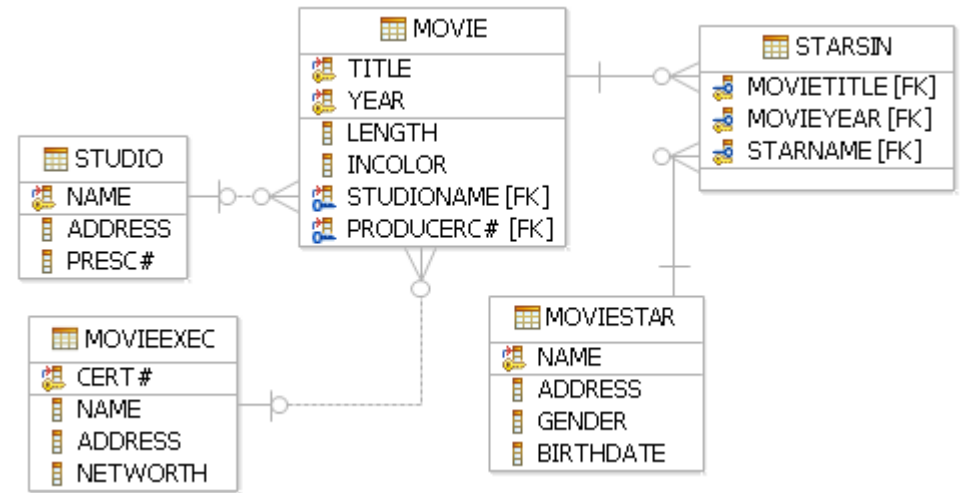 MOVIE
TITLE
YEAR
LENGTH
INCOLOR
STUDIONAME [FK]
PRODUCERC# [FK]
STARSIN
MOVIETITLE [FK]
MOVIEYEAR [FK]
STARNAME [FK]
STUDIO
NAME
ADDRESS
PRESC#
MOVIEEXEC
CERT#
NAME
ADDRESS
NETWORTH
MOVIESTAR
NAME
ADDRESS
GENDER
BIRTHDATE